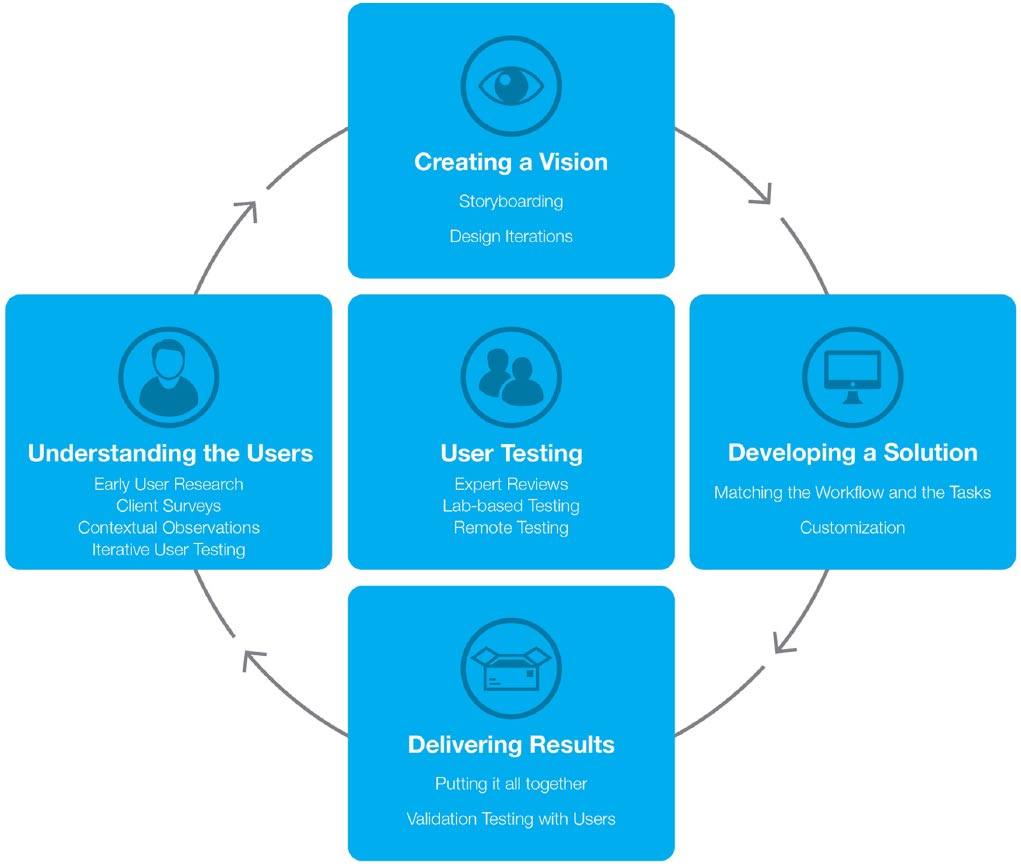 Creating a Vision
Storyboarding
Design Iterations
Understanding the Users
Early User Research
Client Surveys
Contextual Observations
Iterative User Testing
User Testing
Expert Reviews
Lab-based Testing
Remote Testing
Developing a Solution
Matching the Workflow and the Tasks
Customization
Delivering Results
Putting it all together
Validation Testing with Users